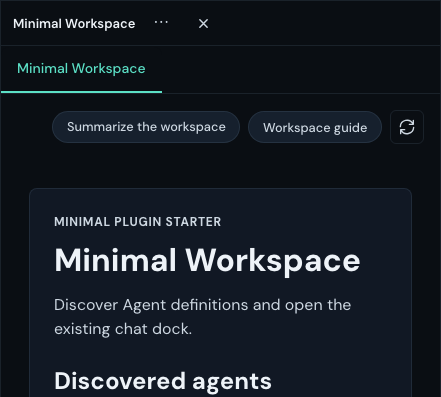 Minimal Workspace ··· ×
Minimal Workspace
Summarize the workspace Workspace guide
MINIMAL PLUGIN STARTER
Minimal Workspace
Discover Agent definitions and open the
existing chat dock.
Discovered agents